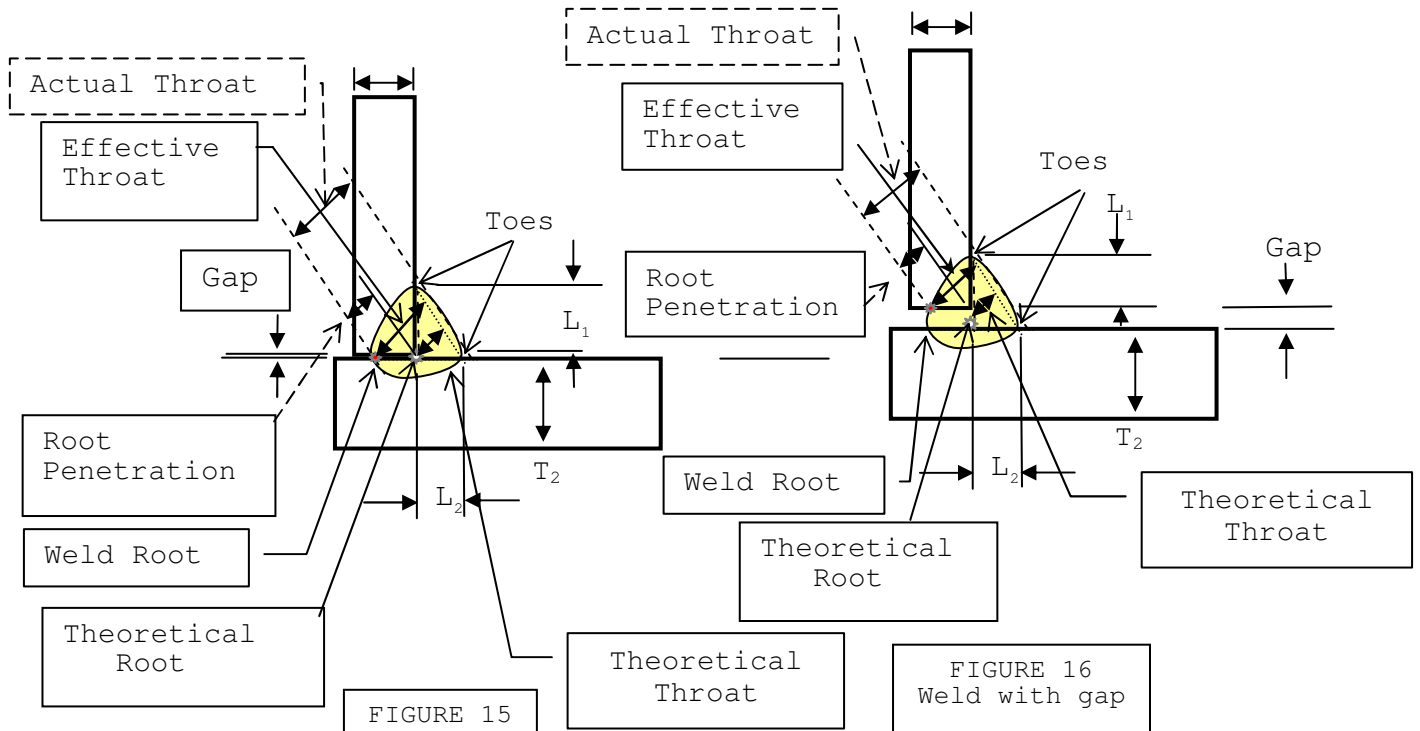 Actual Throat
Effective
Throat
Gap
Toes
L₁
Root
Penetration
T₂
L₂
Weld Root
Theoretical
Root
Theoretical
Throat
FIGURE 15
Actual Throat
Effective
Throat
Toes
L₁
Gap
Root
Penetration
T₂
L₂
Weld Root
Theoretical
Root
Theoretical
Throat
FIGURE 16
Weld with gap